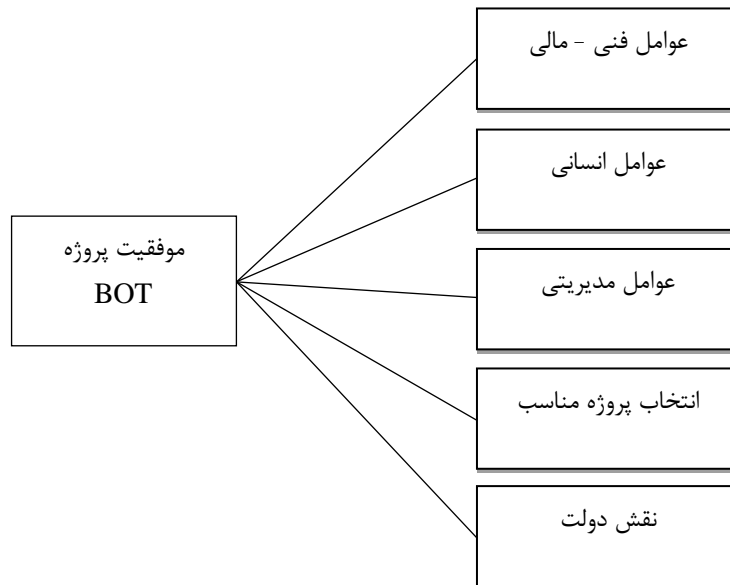 عوامل فنی - مالی
عوامل انسانی
موفقیت پروژه
BOT
عوامل مدیریتی
انتخاب پروژه مناسب
نقش دولت